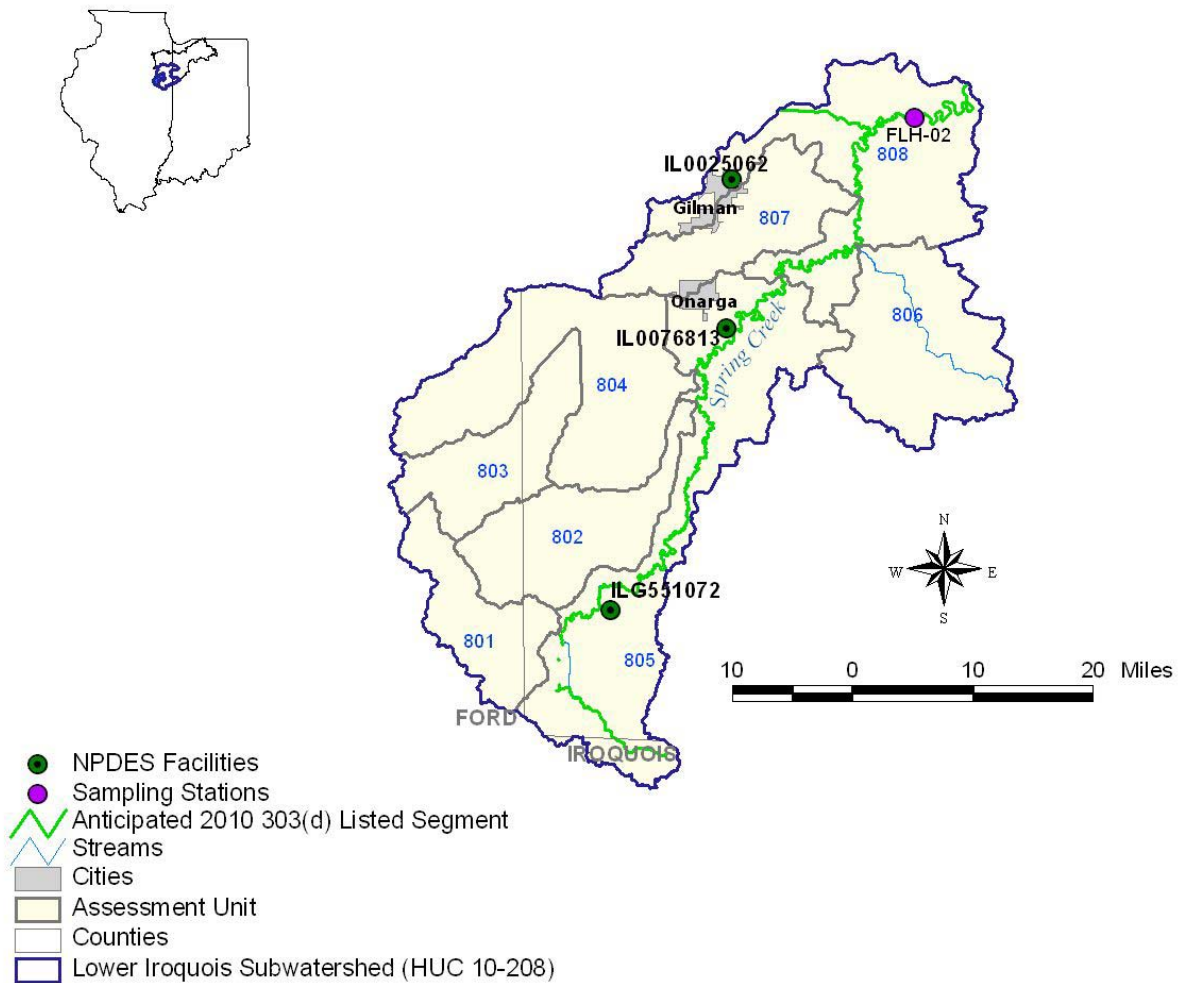 FLH-02
808
IL0025062
Gilman
807
Onarga
806
IL0076813
Spring Creek
804
803
802
N
W E
S
ILG551072
801
805
10 0 10 20 Miles
FORD
IROQUOIS
NPDES Facilities
Sampling Stations
Anticipated 2010 303(d) Listed Segment
Streams
Cities
Assessment Unit
Counties
Lower Iroquois Subwatershed (HUC 10-208)